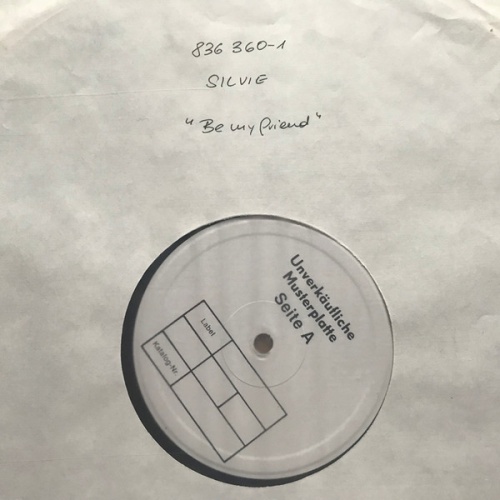 836 360-1
SILVIE
"Be my friend"
Unverkäufliche
Musterplatte
Seite A
Label
Katalog-Nr.